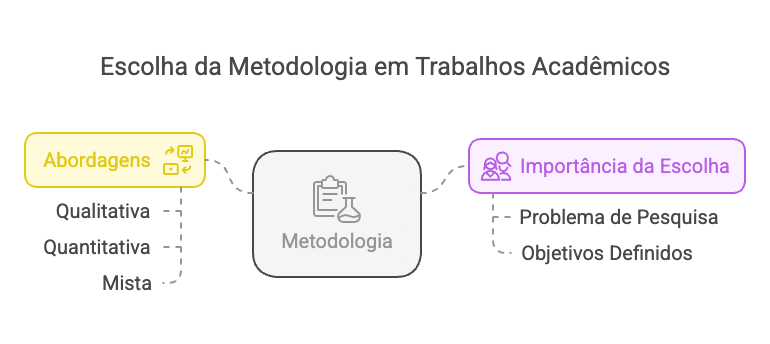 Escolha da Metodologia em Trabalhos Acadêmicos
Abordagens
Qualitativa
Quantitativa
Mista
Metodologia
Importância da Escolha
Problema de Pesquisa
Objetivos Definidos